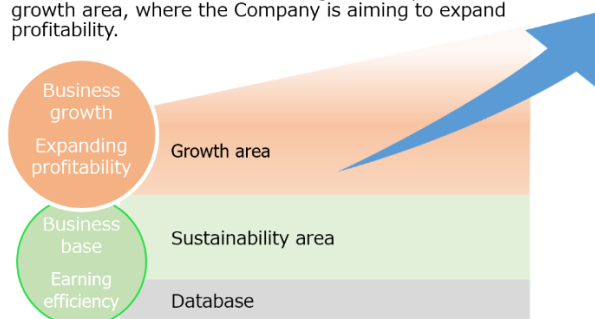 growth area, where the Company is aiming to expand
profitability.
Business
growth
Expanding
profitability
Growth area
Business
base
Earning
efficiency
Sustainability area
Database